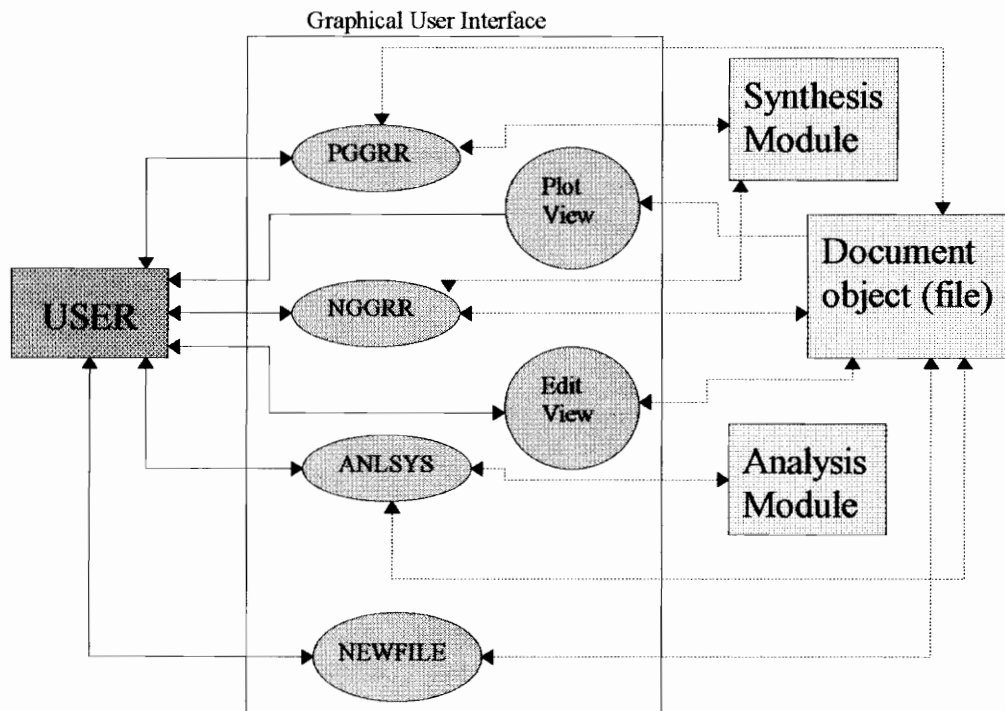 Graphical User Interface
PGGRR
Synthesis
Module
Plot
View
Document
object (file)
USER
NGGRR
Edit
View
ANLSYS
Analysis
Module
NEWFILE